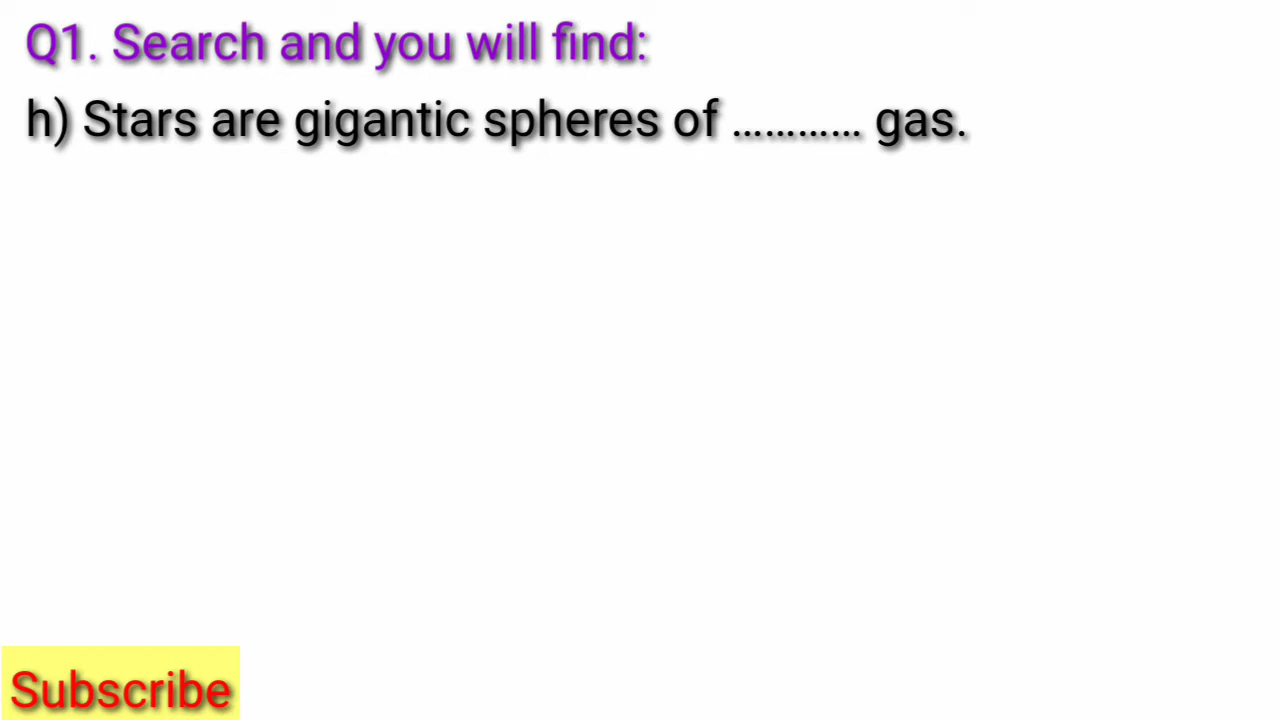 Q1. Search and you will find:
h) Stars are gigantic spheres of ………… gas.
Subscribe